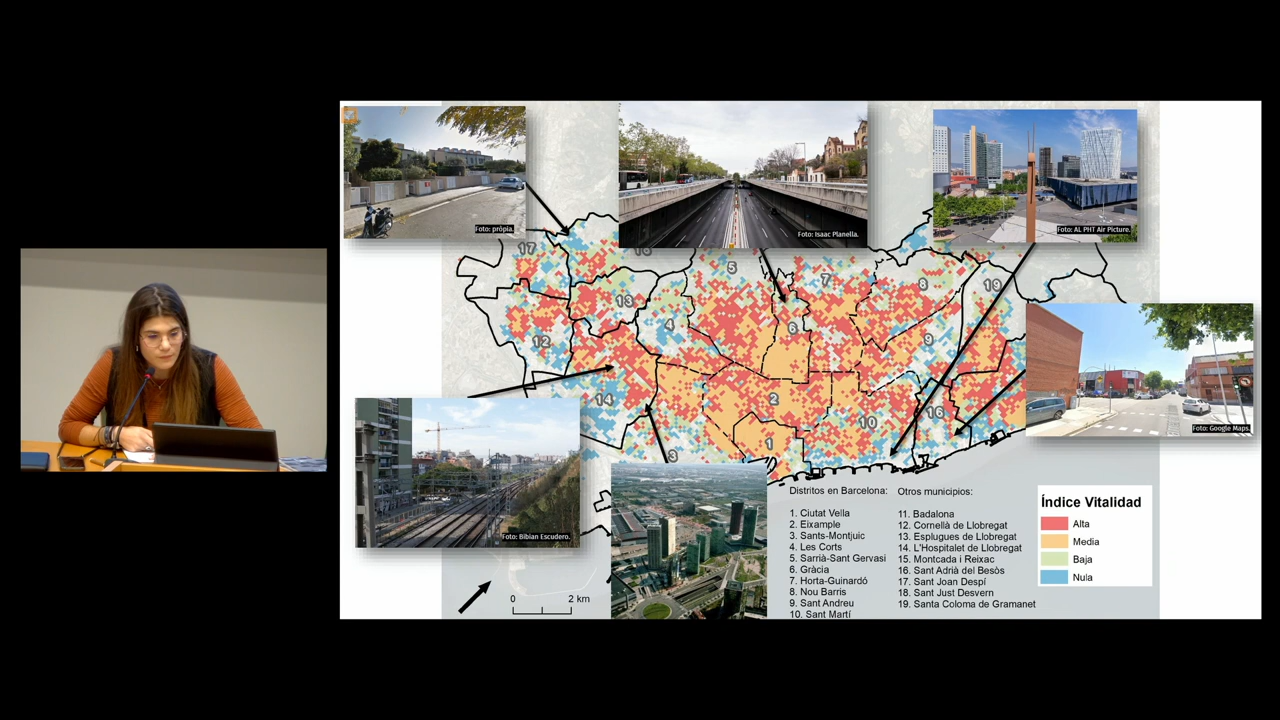 Foto: própia.
Foto: Isaac Planella.
Foto: AL PHT Air Picture.
Foto: Google Maps.
Foto: Bibian Escudero.
17
18
5
7
8
19
13
4
6
12
9
14
2
16
10
1
3
0 2 km
Distritos en Barcelona:
1. Ciutat Vella
2. Eixample
3. Sants-Montjuic
4. Les Corts
5. Sarrià-Sant Gervasi
6. Gràcia
7. Horta-Guinardó
8. Nou Barris
9. Sant Andreu
10. Sant Martí
Otros municipios:
11. Badalona
12. Cornellà de Llobregat
13. Esplugues de Llobregat
14. L'Hospitalet de Llobregat
15. Montcada i Reixac
16. Sant Adrià del Besòs
17. Sant Joan Despí
18. Sant Just Desvern
19. Santa Coloma de Gramanet
Índice Vitalidad
Alta
Media
Baja
Nula